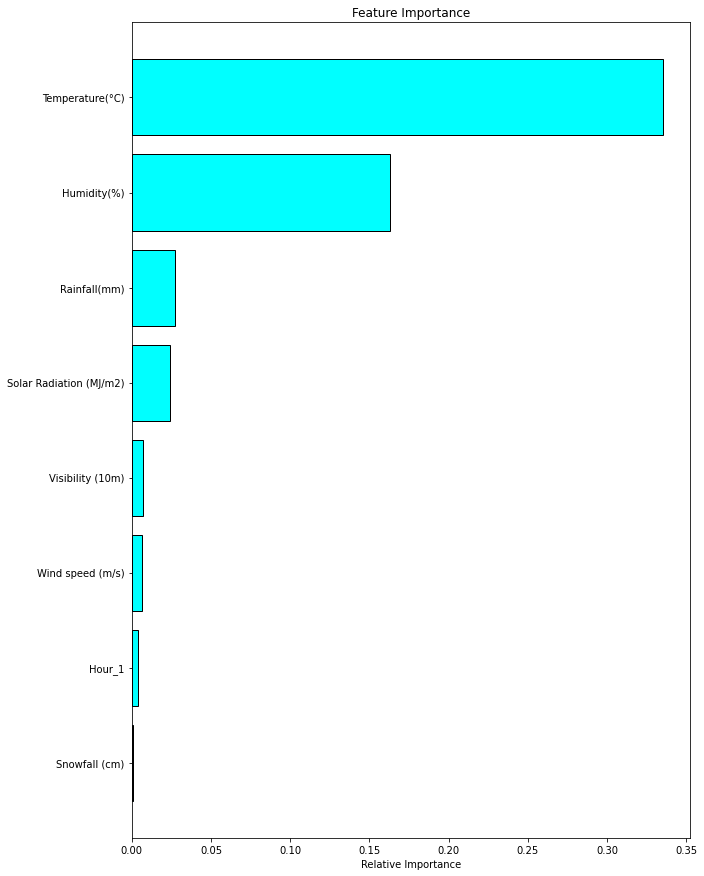 Feature Importance
Temperature(°C)
Humidity(%)
Rainfall(mm)
Solar Radiation (MJ/m2)
Visibility (10m)
Wind speed (m/s)
Hour_1
Snowfall (cm)
0.00 0.05 0.10 0.15 0.20 0.25 0.30 0.35
Relative Importance